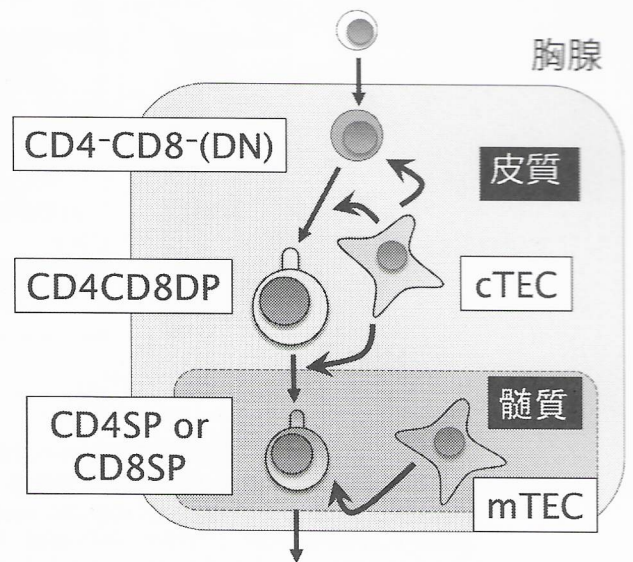 胸腺
CD4⁻CD8⁻(DN)
皮質
CD4CD8DP
cTEC
髄質
CD4SP or
CD8SP
mTEC